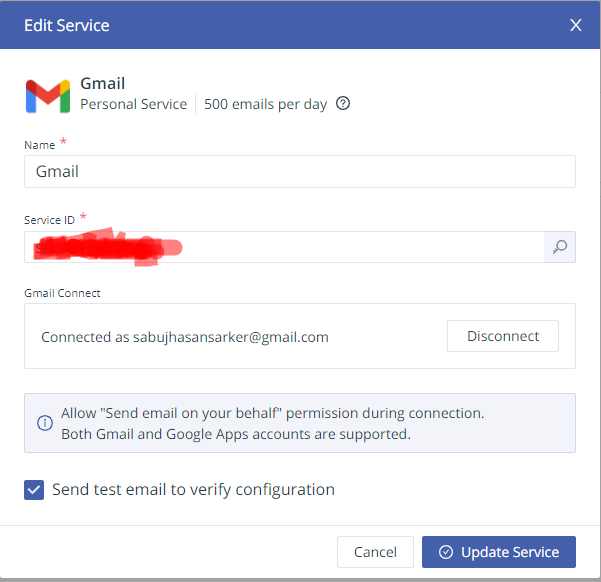 Edit Service
Gmail
Personal Service
500 emails per day
Name *
Gmail
Service ID *
Gmail Connect
Connected as sabujhasansarker@gmail.com
Disconnect
Allow "Send email on your behalf" permission during connection.
Both Gmail and Google Apps accounts are supported.
Send test email to verify configuration
Cancel
Update Service